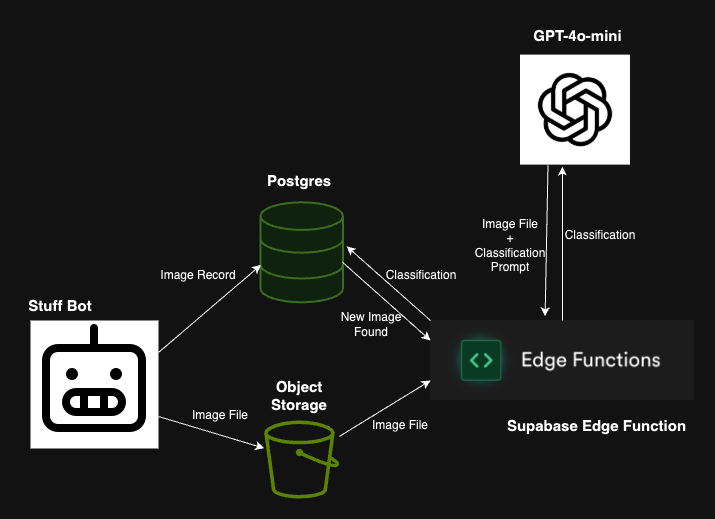 GPT-4o-mini
Postgres
Image File
+
Classification
Prompt
Classification
Image Record
Classification
Stuff Bot
New Image
Found
Edge Functions
Object
Storage
Image File
Image File
Supabase Edge Function